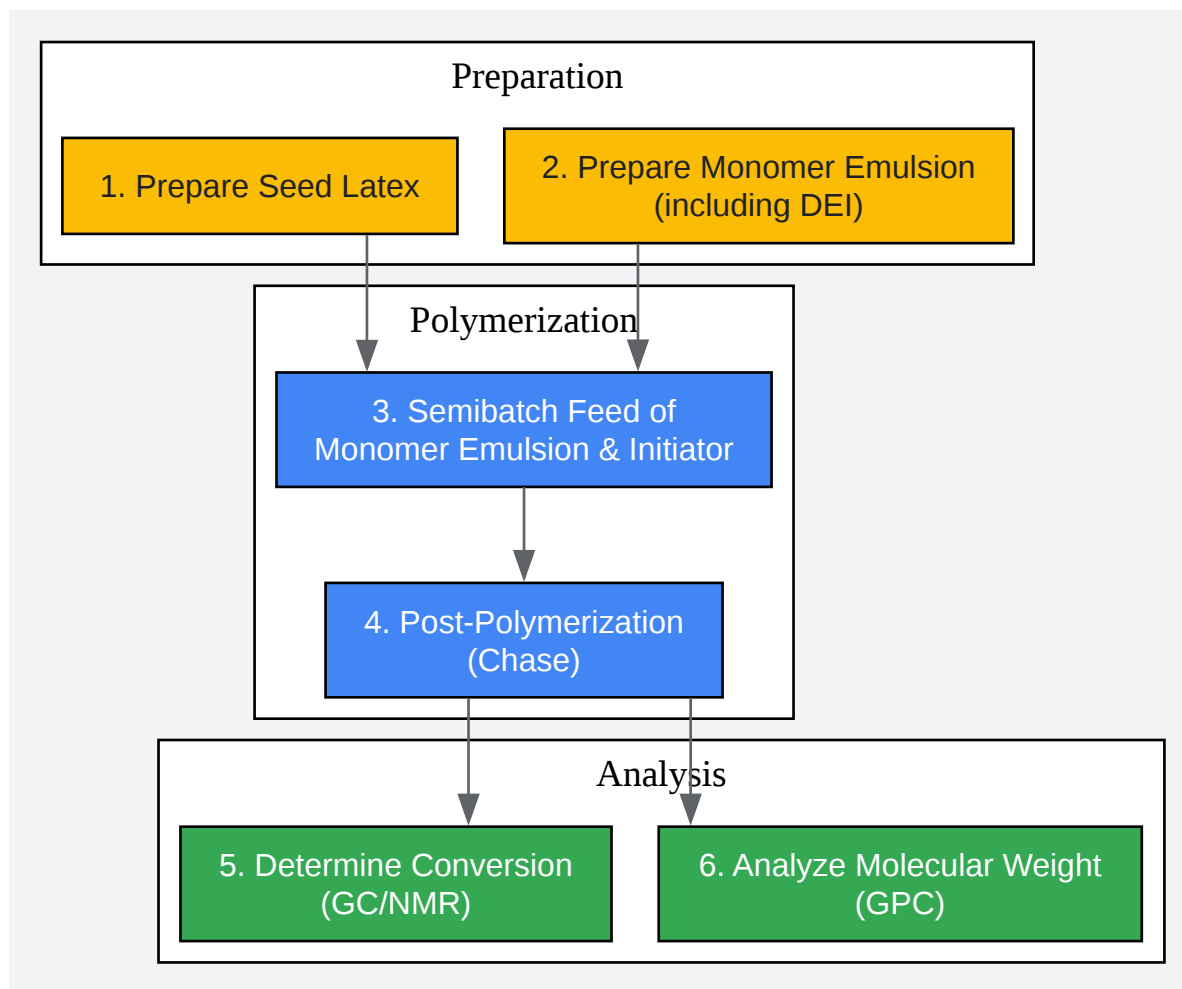 Preparation
1. Prepare Seed Latex
2. Prepare Monomer Emulsion
(including DEI)
Polymerization
3. Semibatch Feed of
Monomer Emulsion & Initiator
4. Post-Polymerization
(Chase)
Analysis
5. Determine Conversion
(GC/NMR)
6. Analyze Molecular Weight
(GPC)